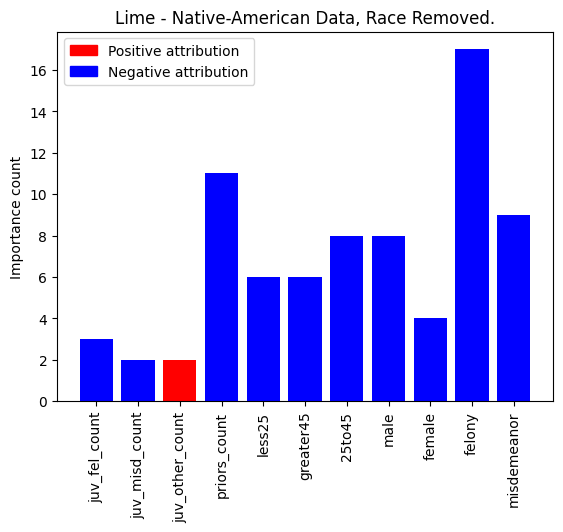 Lime - Native-American Data, Race Removed.
Positive attribution
Negative attribution
Importance count
16
14
12
10
8
6
4
2
0
juv_fel_count
juv_misd_count
juv_other_count
priors_count
less25
greater45
25to45
male
female
felony
misdemeanor